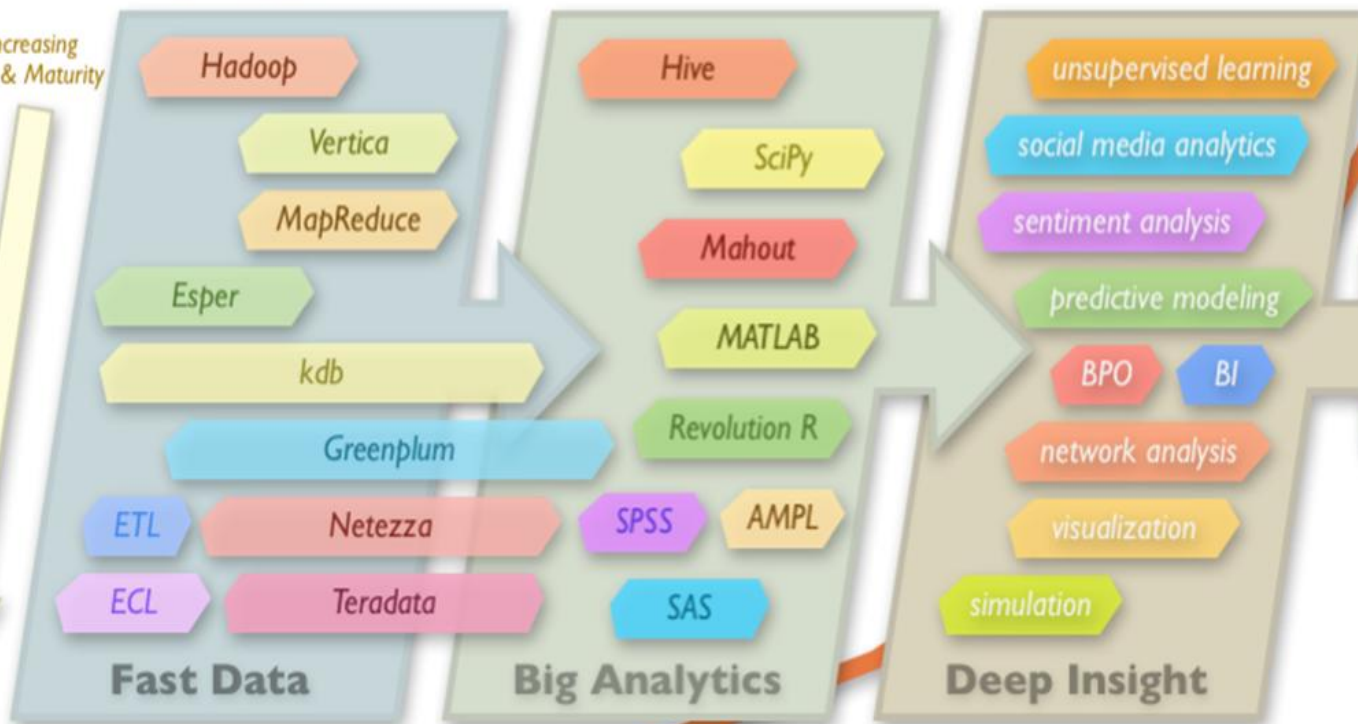 ncreasing
& Maturity
Hadoop
Vertica
MapReduce
Esper
kdb
Greenplum
ETL
Netezza
ECL
Teradata
Fast Data
Hive
SciPy
Mahout
MATLAB
Revolution R
SPSS
AMPL
SAS
Big Analytics
unsupervised learning
social media analytics
sentiment analysis
predictive modeling
BPO
BI
network analysis
visualization
simulation
Deep Insight